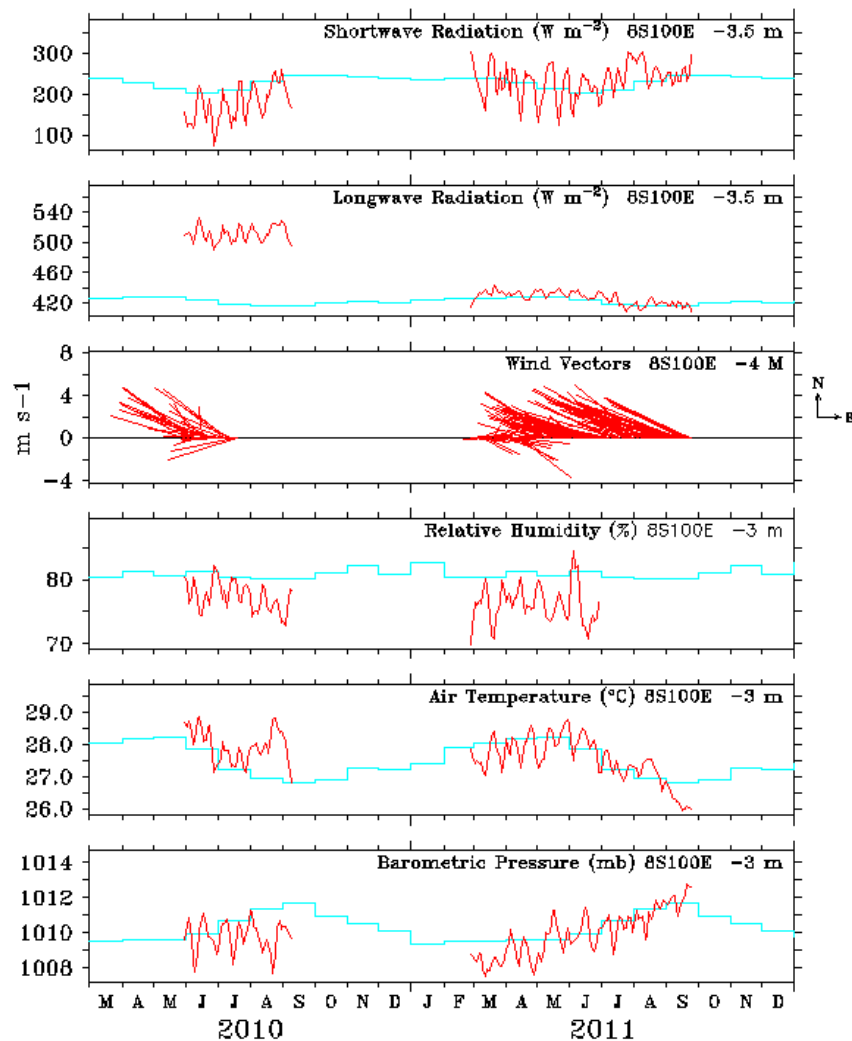 Shortwave Radiation (W m−2) 8S100E −3.5 m
300
200
100
Longwave Radiation (W m−2) 8S100E −3.5 m
540
500
460
420
Wind Vectors 8S100E −4 M
8
4
0
−4
m s−1
N
E
Relative Humidity (%) 8S100E −3 m
80
70
Air Temperature (°C) 8S100E −3 m
29.0
28.0
27.0
26.0
Barometric Pressure (mb) 8S100E −3 m
1014
1012
1010
1008
M A M J J A S O N D J F M A M J J A S O N D
2010 2011